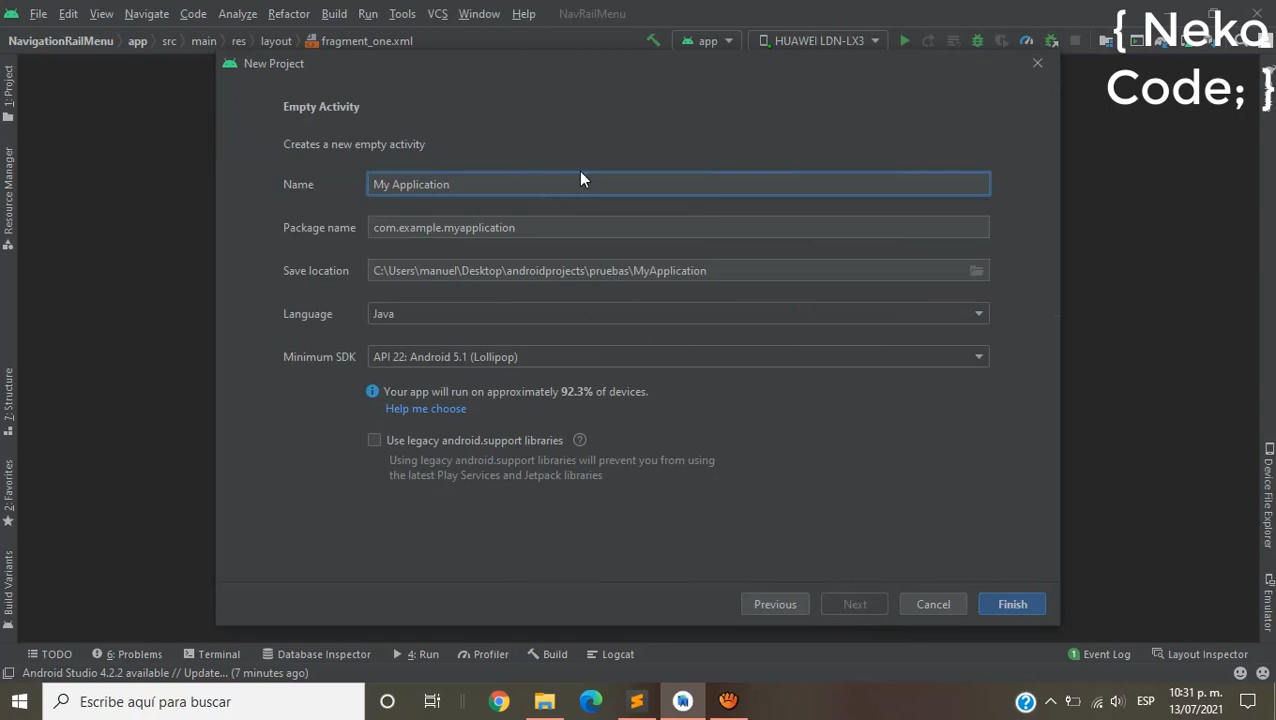 File Edit View Navigate Code Analyze Refactor Build Run Tools VCS Window Help NavRailMenu
{ Neko
Code; }
NavigationRailMenu app src main res layout fragment_one.xml app HUAWEI LDN-LX3
1: Project
Resource Manager
7: Structure
2: Favorites
Build Variants
New Project
Empty Activity
Creates a new empty activity
Name My Application
Package name com.example.myapplication
Save location C:\Users\manuel\Desktop\androidprojects\pruebas\MyApplication
Language Java
Minimum SDK API 22: Android 5.1 (Lollipop)
Your app will run on approximately 92.3% of devices.
Help me choose
Use legacy android.support libraries
Using legacy android.support libraries will prevent you from using
the latest Play Services and Jetpack libraries
Previous Next Cancel Finish
Device File Explorer
Emulator
TODO 6: Problems Terminal Database Inspector 4: Run Profiler Build Logcat 1 Event Log Layout Inspector
Android Studio 4.2.2 available // Update... (7 minutes ago)
Escribe aquí para buscar
ESP
10:31 p. m.
13/07/2021